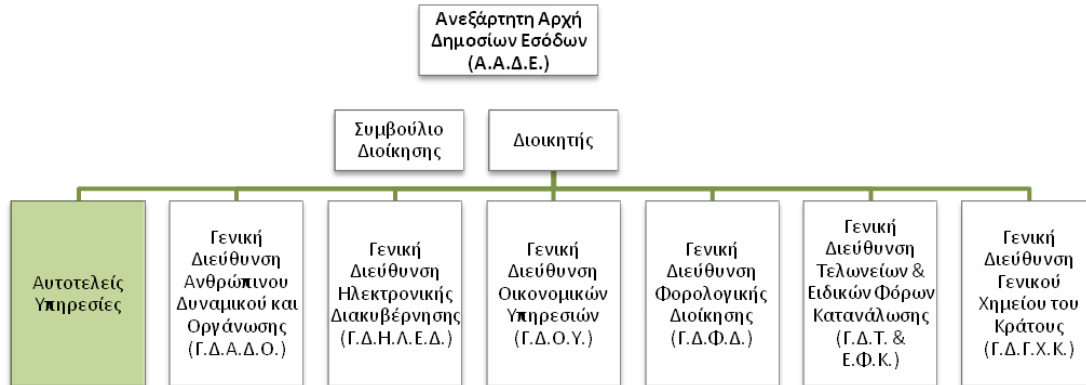 Ανεξάρτητη Αρχή
Δημοσίων Εσόδων
(Α.Α.Δ.Ε.)
Συμβούλιο
Διοίκησης
Διοικητής
Αυτοτελείς
Υπηρεσίες
Γενική
Διεύθυνση
Ανθρώπινου
Δυναμικού και
Οργάνωσης
(Γ.Δ.Α.Δ.Ο.)
Γενική
Διεύθυνση
Ηλεκτρονικής
Διακυβέρνησης
(Γ.Δ.Η.Λ.Ε.Δ.)
Γενική
Διεύθυνση
Οικονομικών
Υπηρεσιών
(Γ.Δ.Ο.Υ.)
Γενική
Διεύθυνση
Φορολογικής
Διοίκησης
(Γ.Δ.Φ.Δ.)
Γενική
Διεύθυνση
Τελωνείων &
Ειδικών Φόρων
Κατανάλωσης
(Γ.Δ.Τ. &
Ε.Φ.Κ.)
Γενική
Διεύθυνση
Γενικού
Χημείου του
Κράτους
(Γ.Δ.Γ.Χ.Κ.)